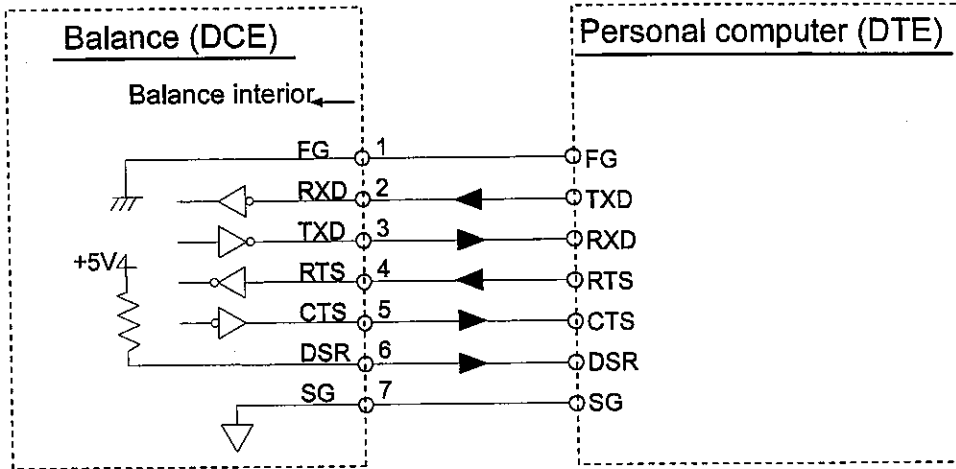 Balance (DCE)
Personal computer (DTE)
Balance interior
FG 1 FG
RXD 2 TXD
TXD 3 RXD
+5V
RTS 4 RTS
CTS 5 CTS
DSR 6 DSR
SG 7 SG